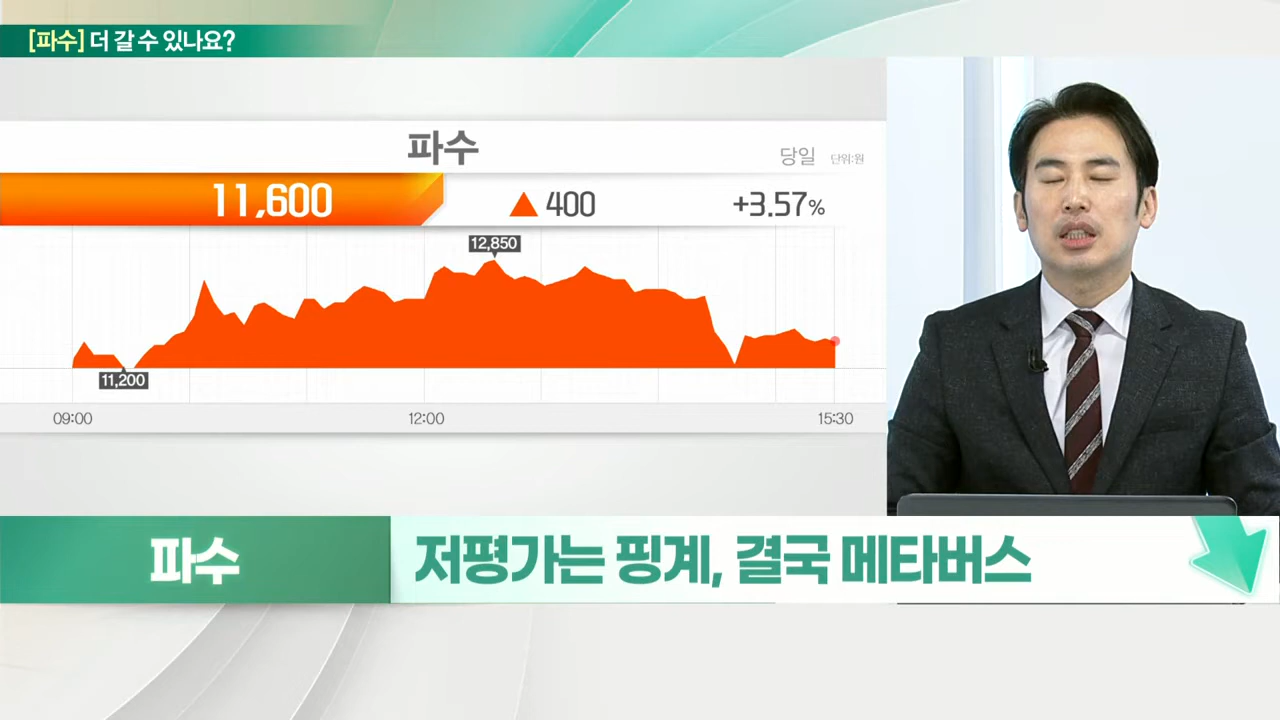 [파수] 더 갈 수 있나요?
파수
당일 단위:원
11,600 ▲ 400 +3.57%
12,850
11,200
09:00 12:00 15:30
파수 저평가는 핑계, 결국 메타버스